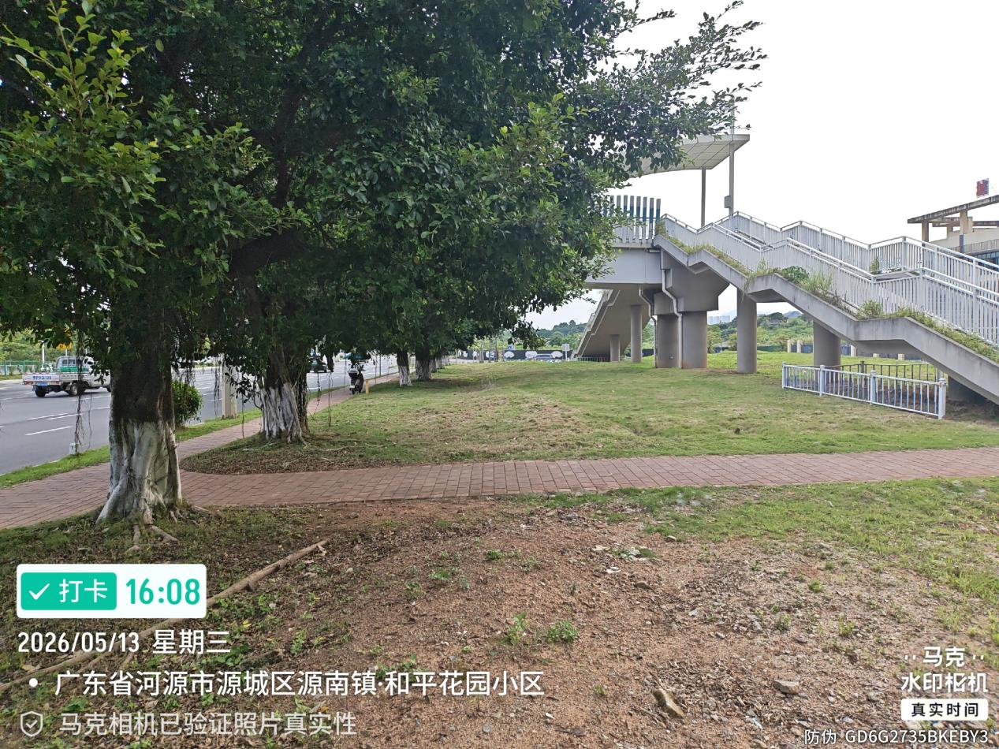 打卡 16:08
2026/05/13 星期三
广东省河源市源城区源南镇·和平花园小区
马克相机已验证照片真实性
马克
水印相机
真实时间
防伪 GD6G2735BKEBY3